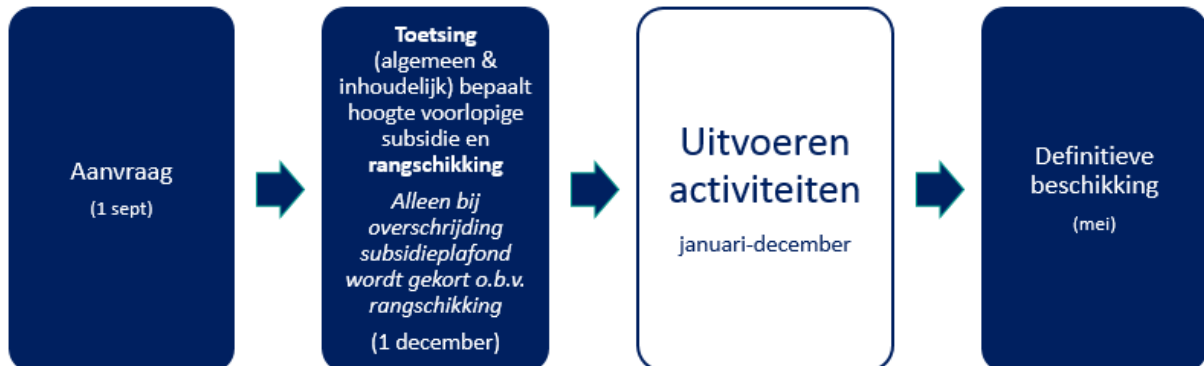 Aanvraag
(1 sept)
Toetsing
(algemeen &
inhoudelijk) bepaalt
hoogte voorlopige
subsidie en
rangschikking
Alleen bij
overschrijding
subsidieplafond
wordt gekort o.b.v.
rangschikking
(1 december)
Uitvoeren
activiteiten
januari-december
Definitieve
beschikking
(mei)